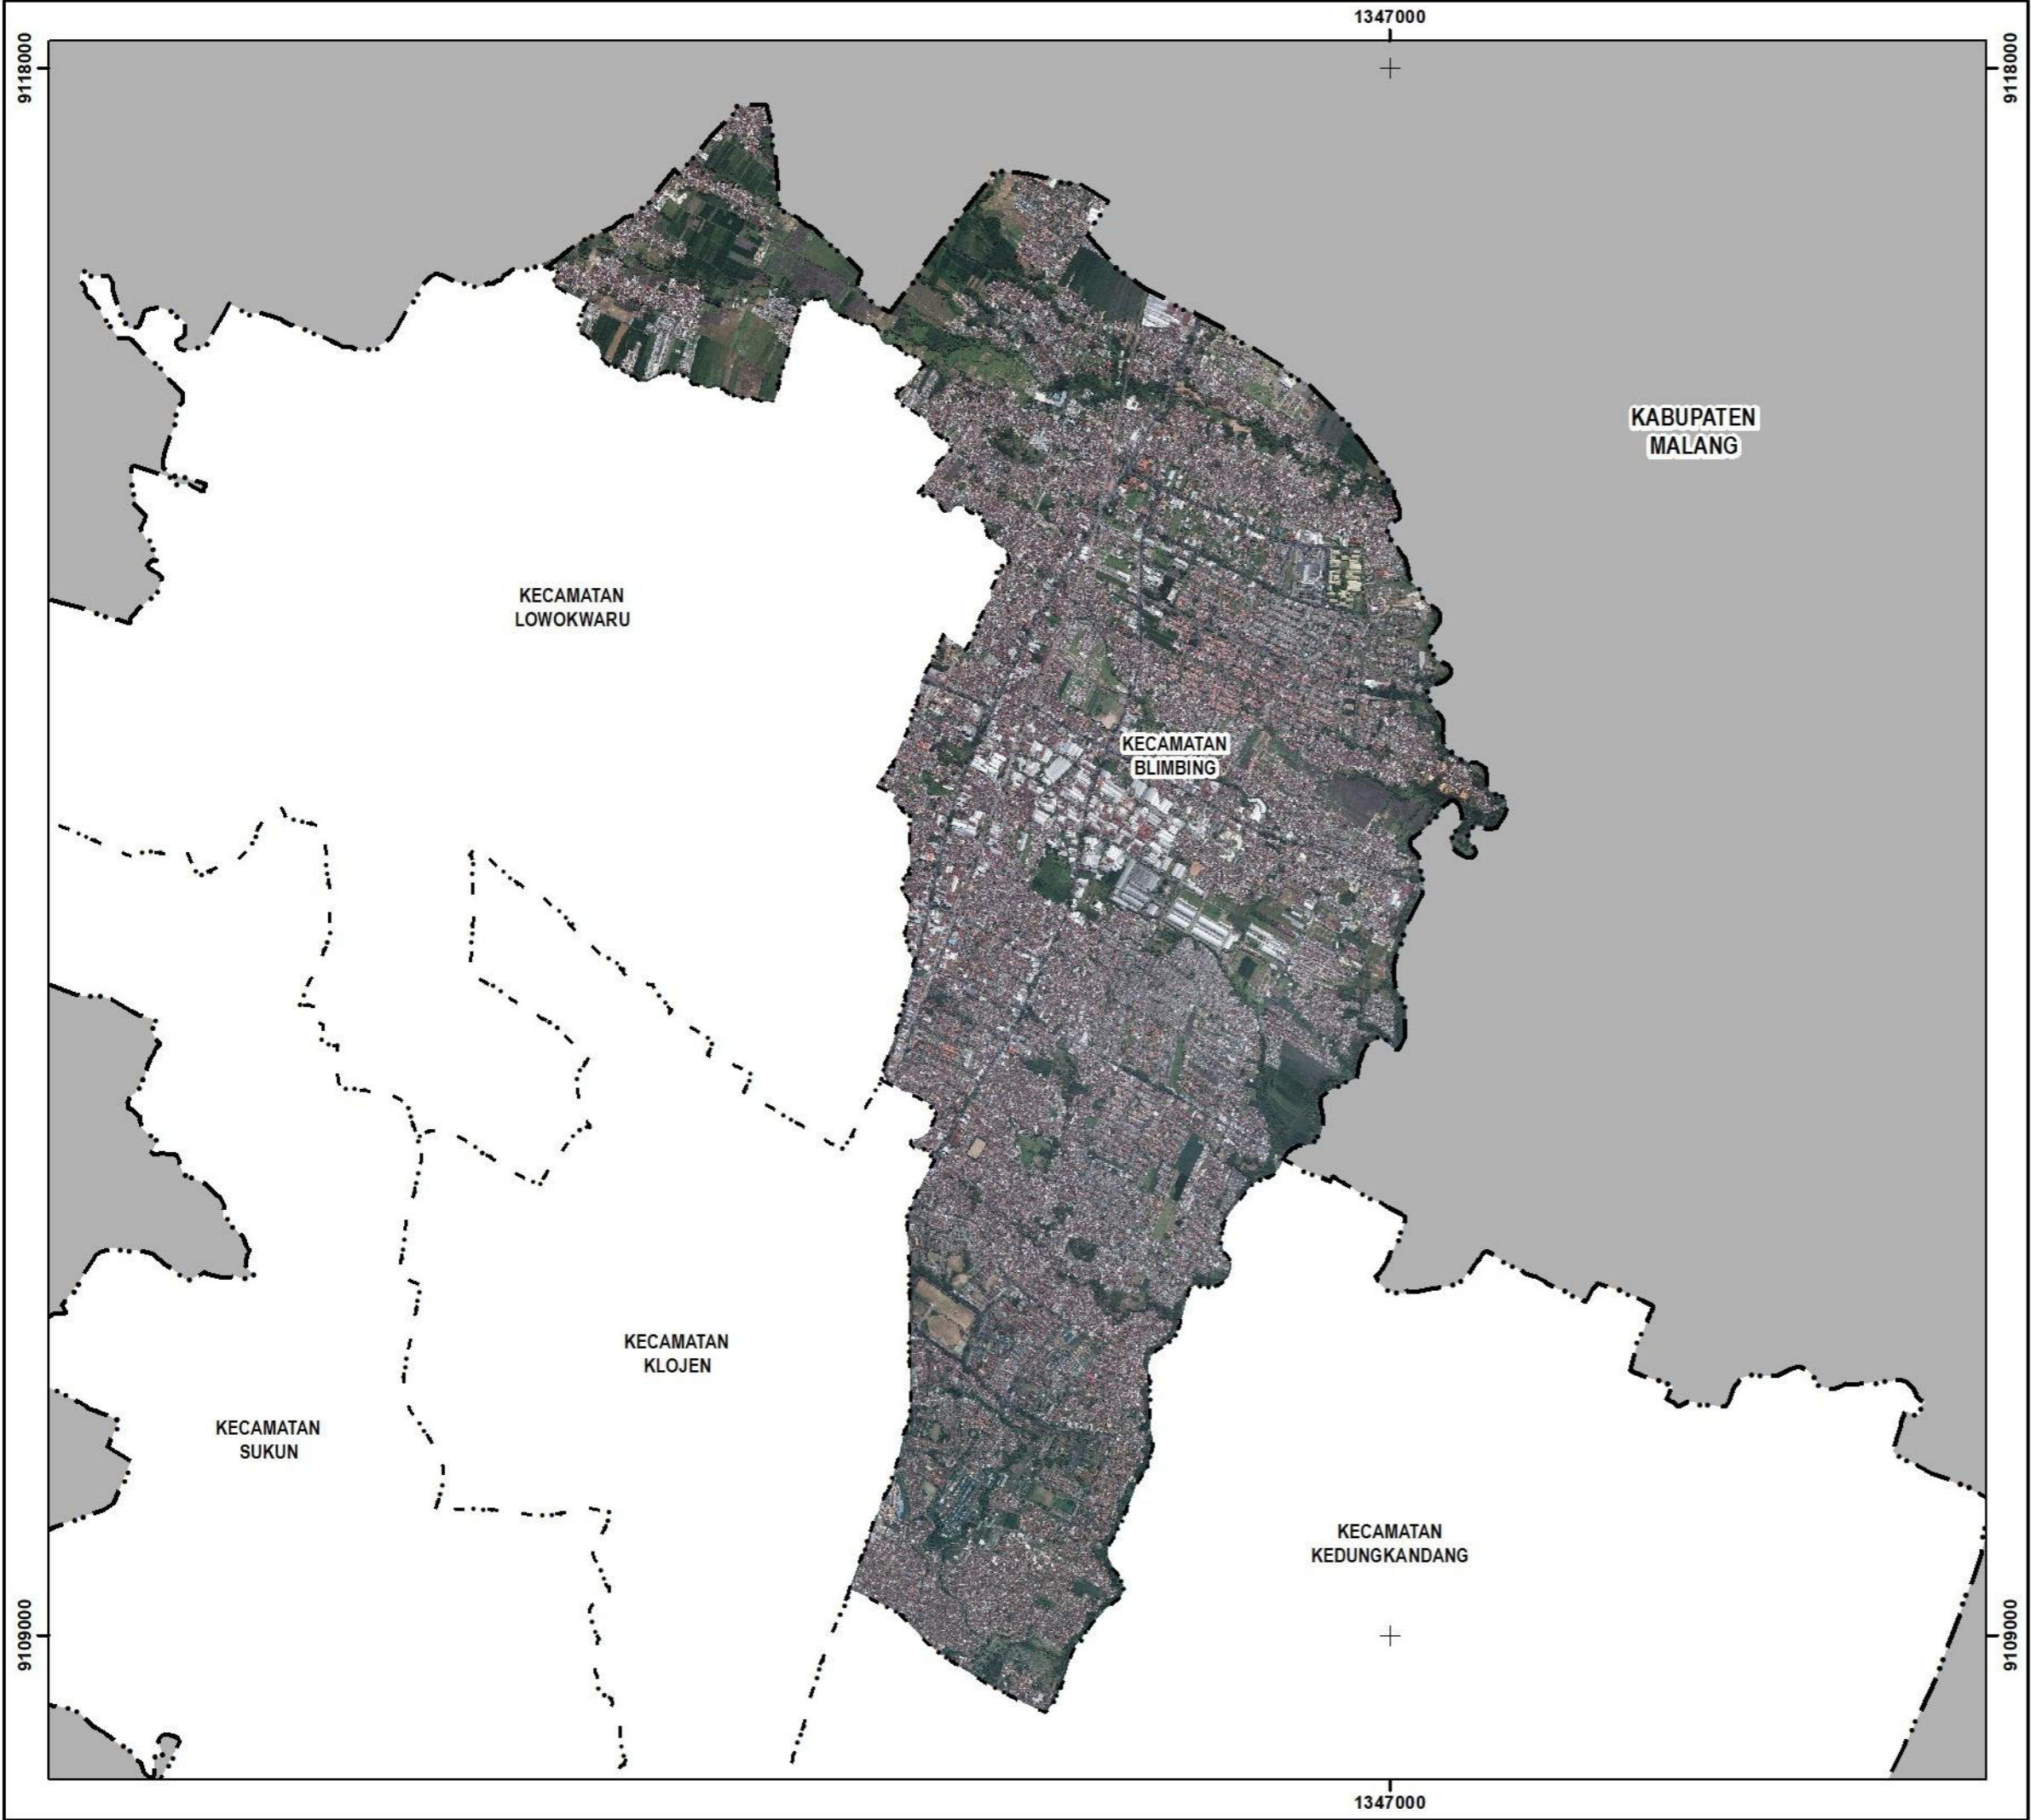 1347000
9118000
9118000
KABUPATEN
MALANG
KECAMATAN
LOWOKWARU
KECAMATAN
BLIMBING
KECAMATAN
KLOJEN
KECAMATAN
SUKUN
KECAMATAN
KEDUNGKANDANG
9109000
9109000
1347000